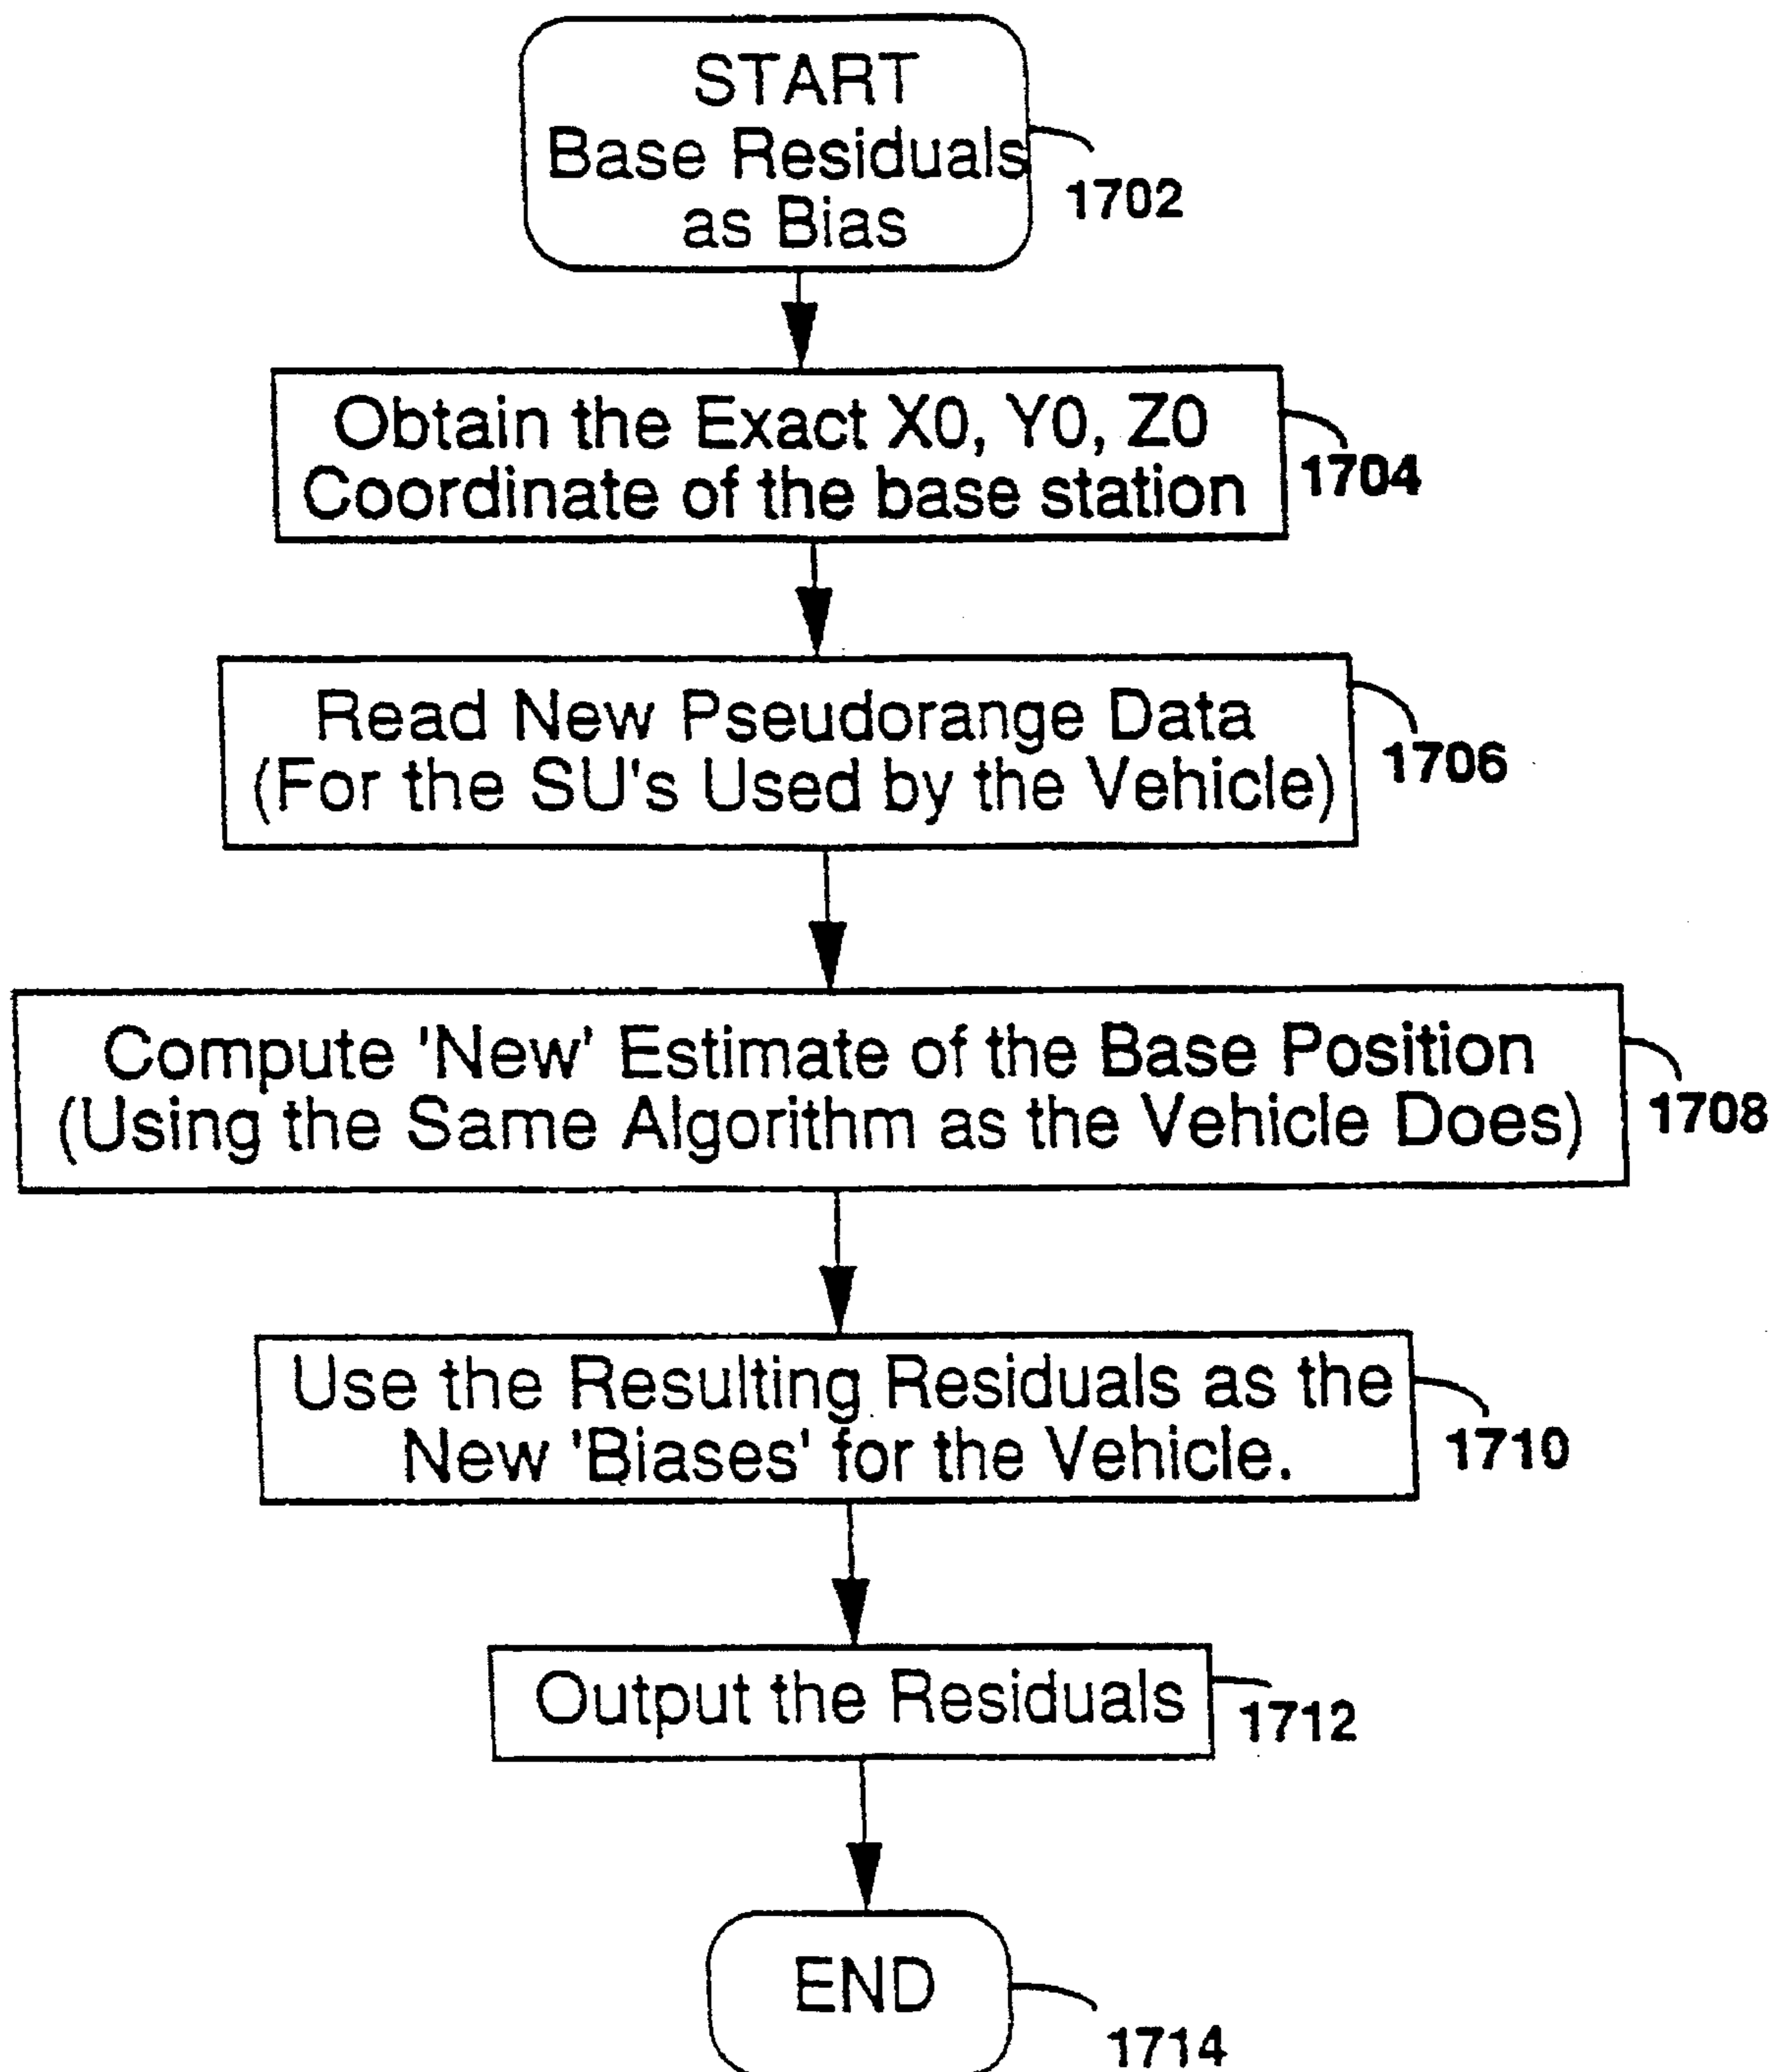 START
Base Residuals
as Bias
1702
Obtain the Exact X0, Y0, Z0
Coordinate of the base station
1704
Read New Pseudorange Data
(For the SU's Used by the Vehicle)
1706
Compute 'New' Estimate of the Base Position
(Using the Same Algorithm as the Vehicle Does)
1708
Use the Resulting Residuals as the
New 'Biases' for the Vehicle.
1710
Output the Residuals
1712
END
1714